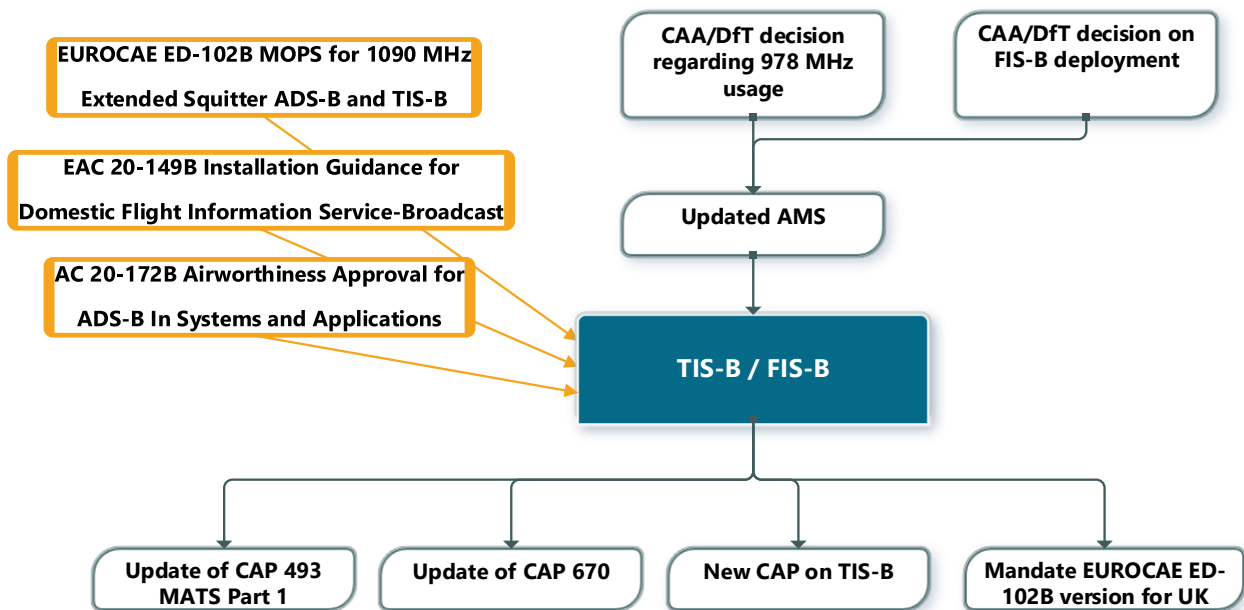 EUROCAE ED-102B MOPS for 1090 MHz
Extended Squitter ADS-B and TIS-B
EAC 20-149B Installation Guidance for
Domestic Flight Information Service-Broadcast
AC 20-172B Airworthiness Approval for
ADS-B In Systems and Applications
CAA/DfT decision
regarding 978 MHz
usage
CAA/DfT decision on
FIS-B deployment
Updated AMS
TIS-B / FIS-B
Update of CAP 493
MATS Part 1
Update of CAP 670
New CAP on TIS-B
Mandate EUROCAE ED-
102B version for UK